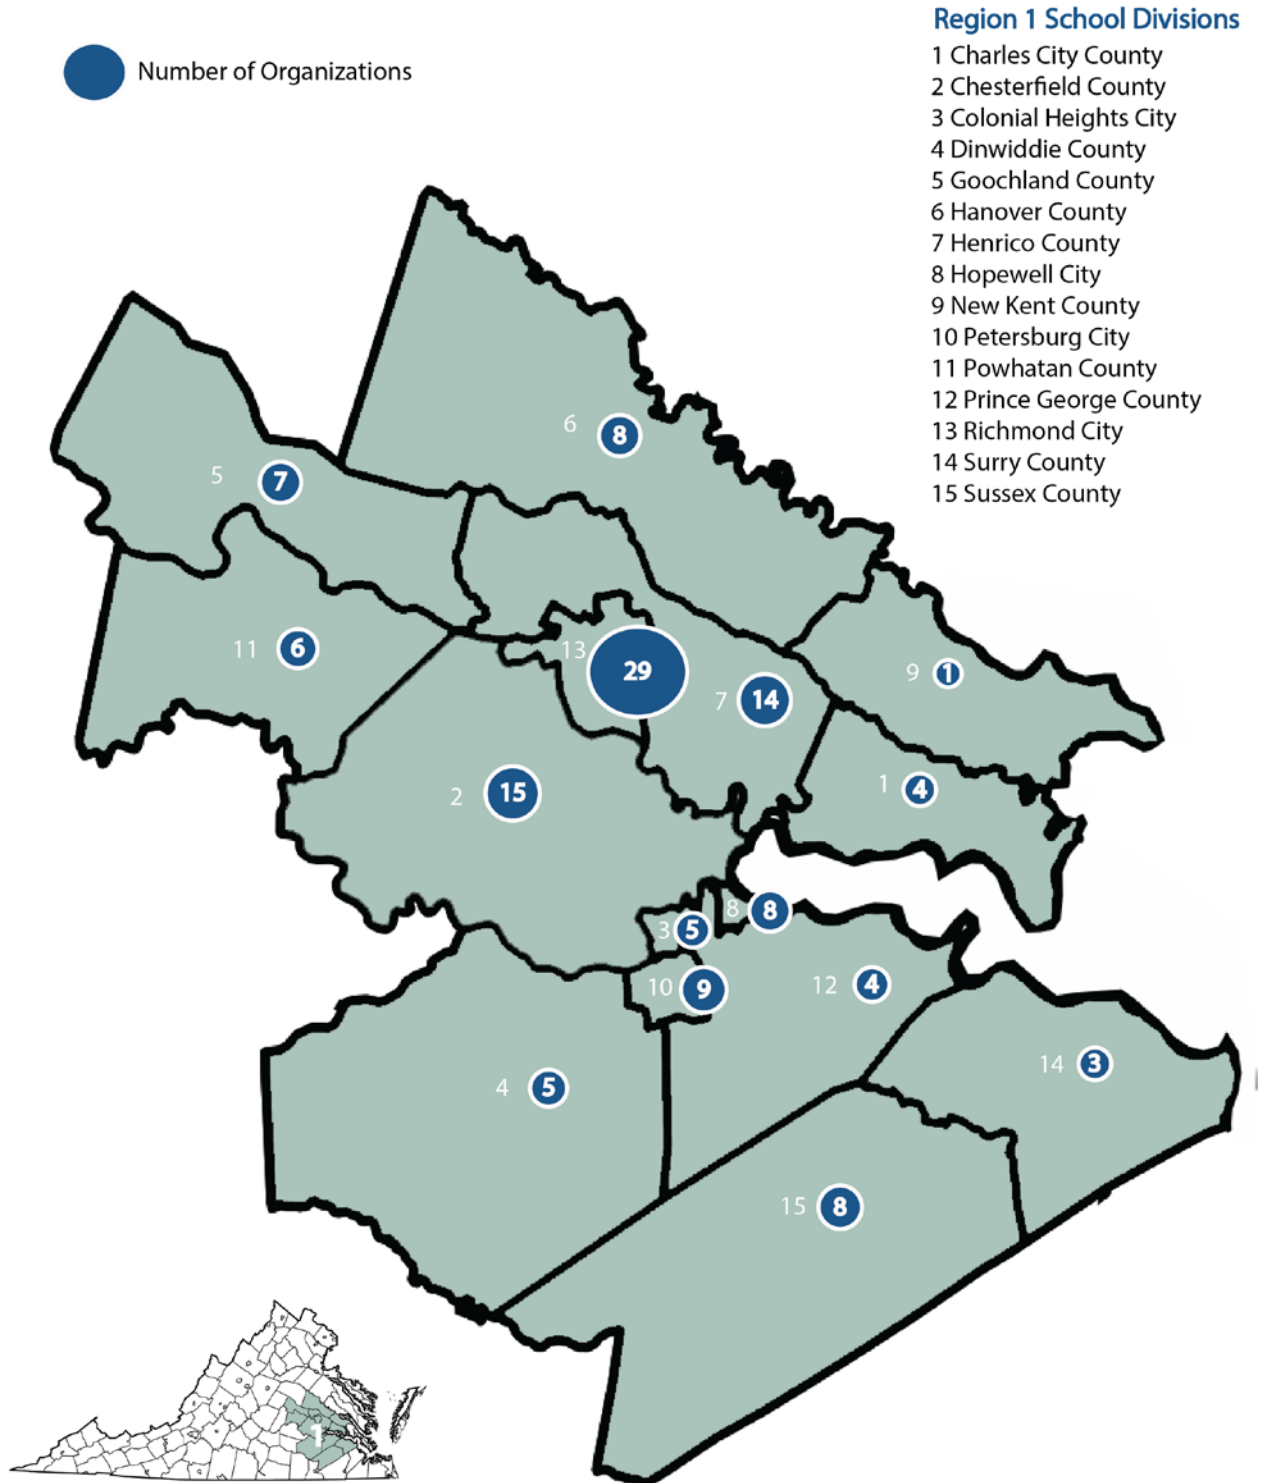 Region 1 School Divisions
1 Charles City County
2 Chesterfield County
3 Colonial Heights City
4 Dinwiddie County
5 Goochland County
6 Hanover County
7 Henrico County
8 Hopewell City
9 New Kent County
10 Petersburg City
11 Powhatan County
12 Prince George County
13 Richmond City
14 Surry County
15 Sussex County
Number of Organizations
6 8
5 7
11 6
13 29
7 14
9 1
1 4
2 15
8 8
3 5
10 9
12 4
14 3
4 5
15 8
1